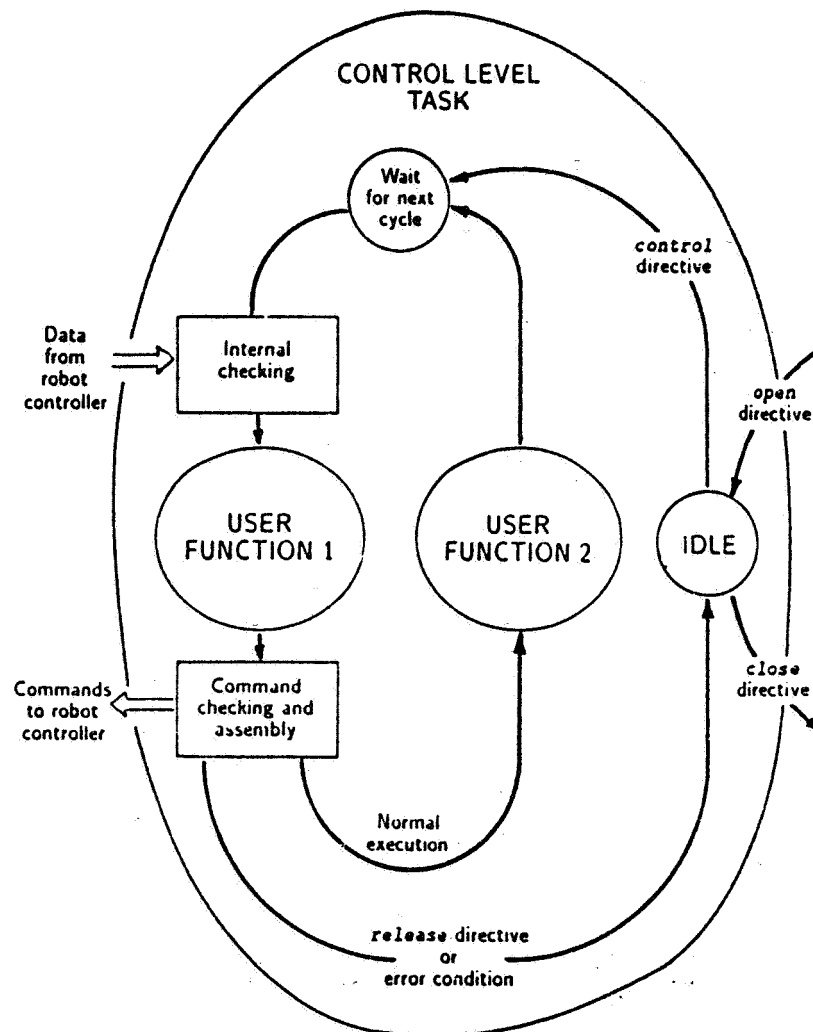 CONTROL LEVEL
TASK
Wait
for next
cycle
control
directive
Data
from
robot
controller
Internal
checking
open
directive
USER
FUNCTION 1
USER
FUNCTION 2
IDLE
close
directive
Commands
to robot
controller
Command
checking and
assembly
Normal
execution
release directive
or
error condition